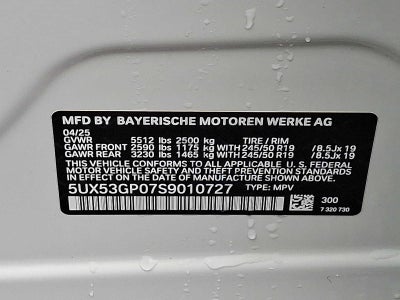 MFD. BY BAYERISCHE MOTOREN WERKE AG
04/25
GVWR 5512 lbs 2500 kg TIRE / RIM
GAWR FRONT 2590 lbs 1175 kg WITH 245/50 R19 /8.5Jx 19
GAWR REAR 3230 lbs 1465 kg WITH 245/50 R19 /8.5Jx 19
THIS VEHICLE CONFORMS TO ALL APPLICABLE U. S. FEDERAL
MOTOR VEHICLE SAFETY AND THEFT PREVENTION STANDARDS
IN EFFECT ON THE DATE OF MANUFACTURE SHOWN ABOVE.
5UX53GP07S9010727 TYPE: MPV
300
7 320 730